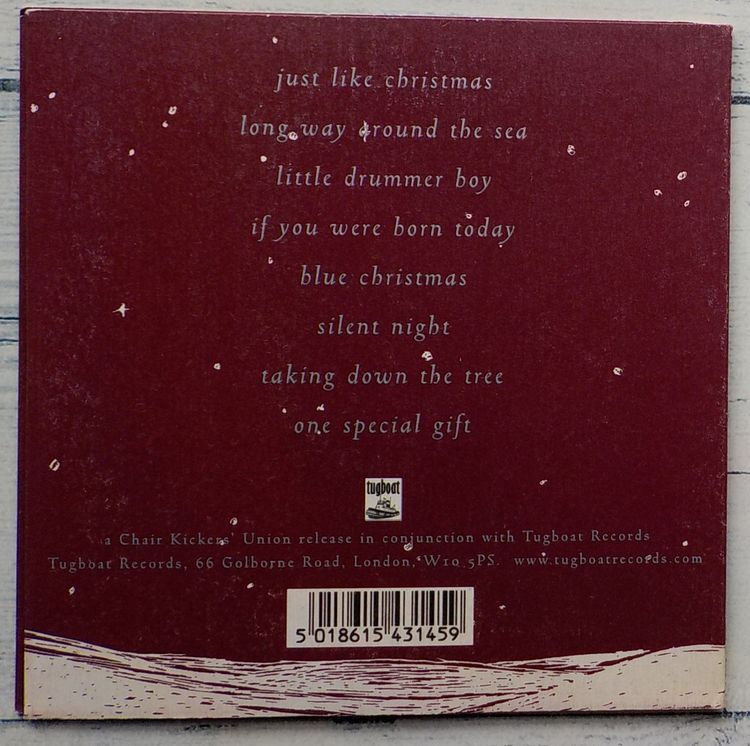 just like christmas
long way around the sea
little drummer boy
if you were born today
blue christmas
silent night
taking down the tree
one special gift
tugboat
a Chair Kickers' Union release in conjunction with Tugboat Records
Tugboat Records, 66 Golborne Road, London, W10 5PS. www.tugboatrecords.com
5 018615 431459